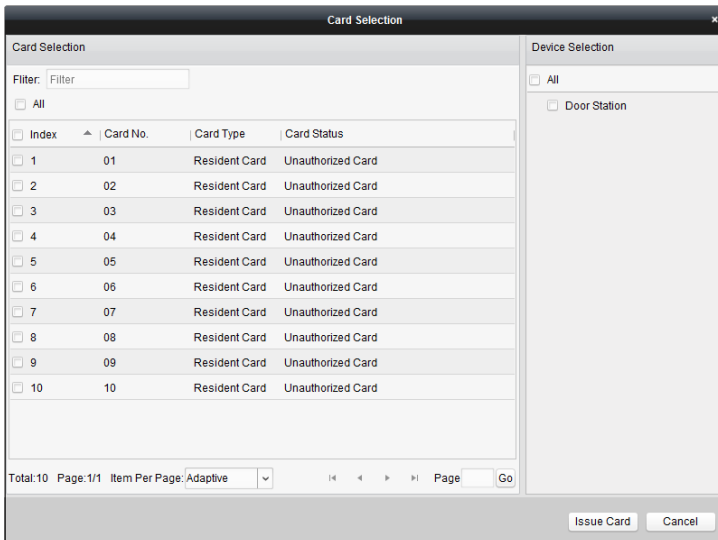 Card Selection ×
Card Selection
Fliter: Filter
All
Index Card No. Card Type Card Status
1 01 Resident Card Unauthorized Card
2 02 Resident Card Unauthorized Card
3 03 Resident Card Unauthorized Card
4 04 Resident Card Unauthorized Card
5 05 Resident Card Unauthorized Card
6 06 Resident Card Unauthorized Card
7 07 Resident Card Unauthorized Card
8 08 Resident Card Unauthorized Card
9 09 Resident Card Unauthorized Card
10 10 Resident Card Unauthorized Card
Total:10 Page:1/1 Item Per Page: Adaptive Page Go
Device Selection
All
Door Station
Issue Card Cancel